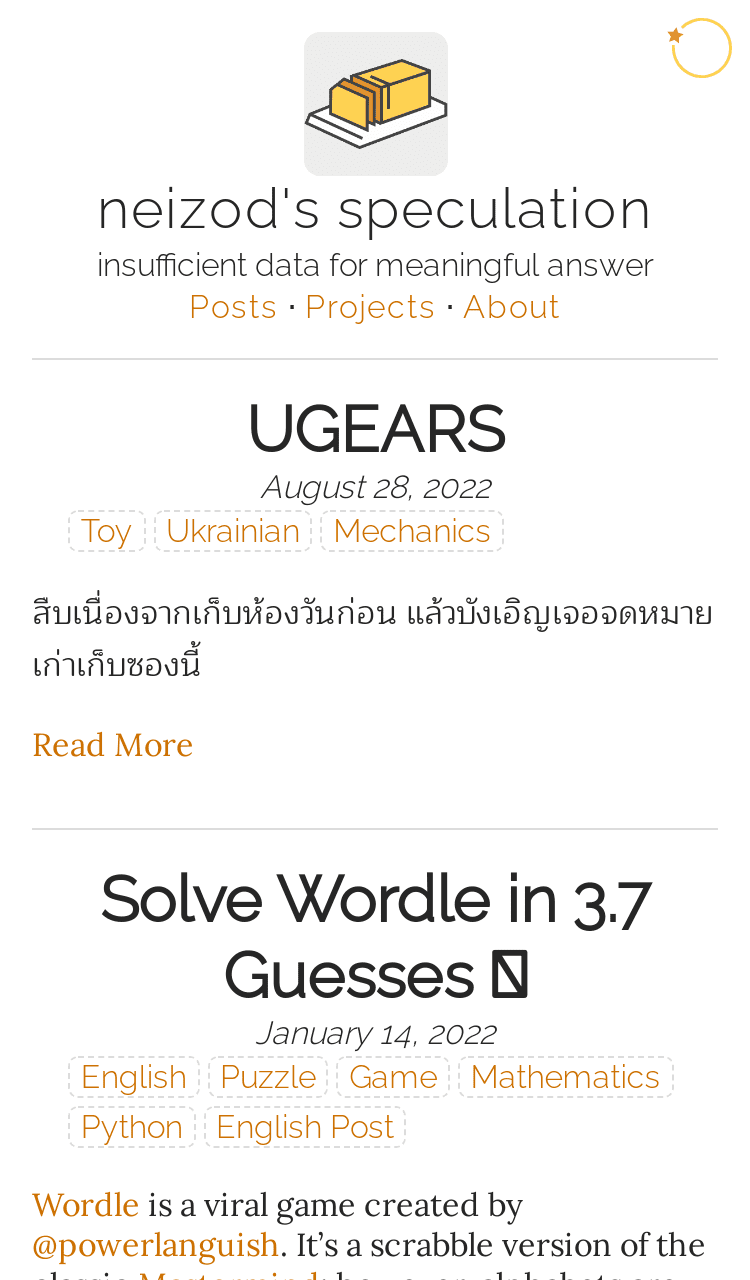 neizod's speculation
insufficient data for meaningful answer
Posts · Projects · About
UGEARS
August 28, 2022
Toy Ukrainian Mechanics
สืบเนื่องจากเก็บห้องวันก่อน แล้วบังเอิญเจอจดหมาย
เก่าเก็บซองนี้
Read More
Solve Wordle in 3.7
Guesses
January 14, 2022
English Puzzle Game Mathematics
Python English Post
Wordle is a viral game created by
@powerlanguish. It’s a scrabble version of the